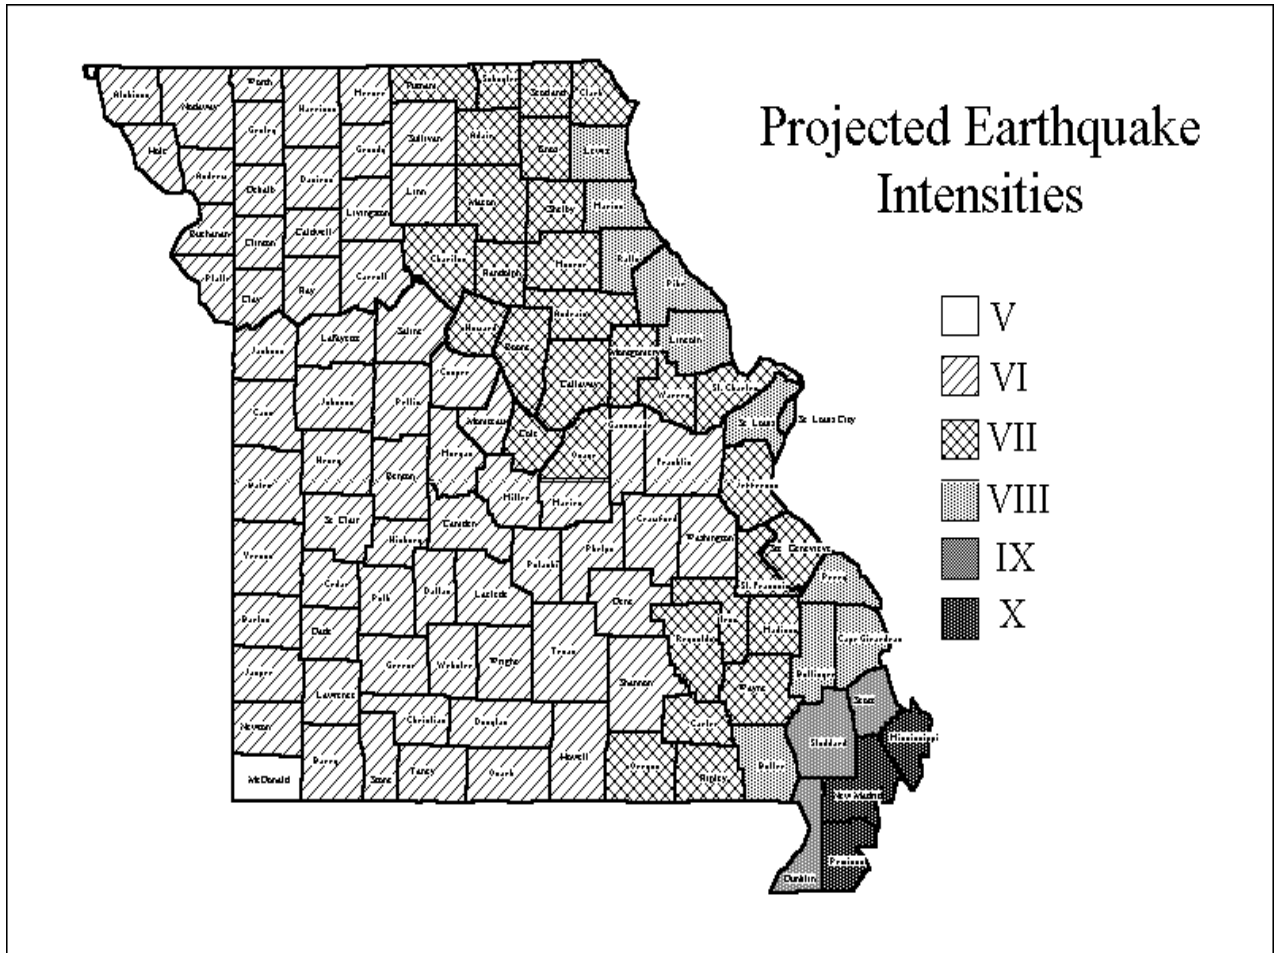 Projected Earthquake
Intensities
V
VI
VII
VIII
IX
X
Atchison
Nodaway
Worth
Harrison
Mercer
Putnam
Schuyler
Scotland
Clark
Gentry
Grundy
Sullivan
Adair
Knox
Lewis
Holt
Andrew
Dekalb
Daviess
Livingston
Linn
Macon
Shelby
Marion
Buchanan
Clinton
Caldwell
Chariton
Randolph
Monroe
Ralls
Platte
Clay
Ray
Carroll
Pike
Saline
Howard
Boone
Audrain
Jackson
Lafayette
Cooper
Callaway
Montgomery
Lincoln
Cass
Johnson
Pettis
Moniteau
Cole
Osage
Gasconade
Warren
St. Charles
St. Louis
St. Louis City
Bates
Henry
Benton
Morgan
Miller
Maries
Franklin
Jefferson
Vernon
St. Clair
Hickory
Camden
Pulaski
Phelps
Crawford
Washington
Ste. Genevieve
St. Francois
Perry
Barton
Cedar
Polk
Dallas
Laclede
Dent
Iron
Reynolds
Madison
Cape Girardeau
Jasper
Dade
Greene
Webster
Wright
Texas
Shannon
Wayne
Bollinger
Scott
Newton
Lawrence
Christian
Douglas
Howell
Carter
Butler
Stoddard
Mississippi
McDonald
Barry
Stone
Taney
Ozark
Oregon
Ripley
New Madrid
Pemiscot
Dunklin